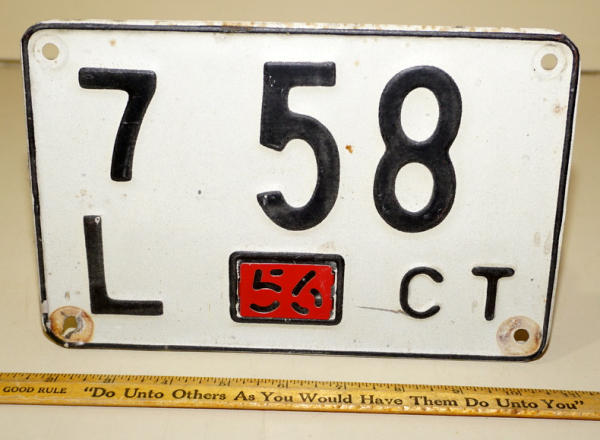 7 58
L 56 CT
GOOD RULE "Do Unto Others As You Would Have Them Do Unto You"